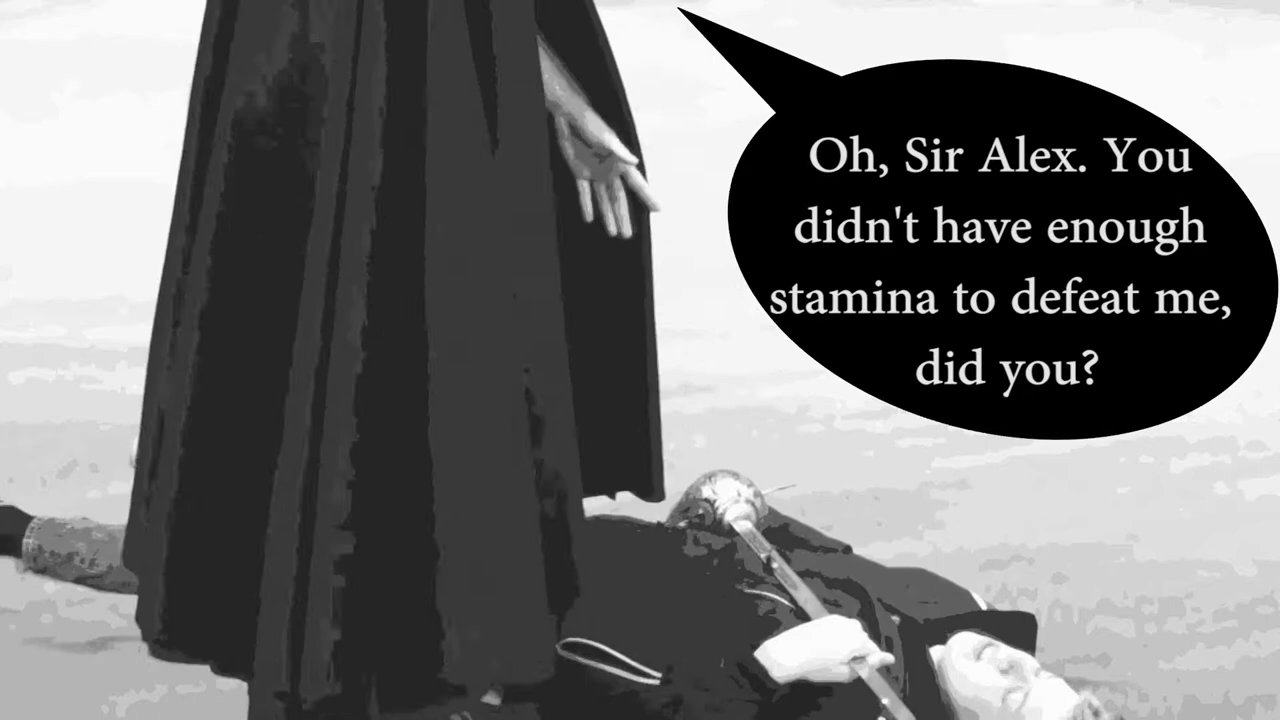 Oh, Sir Alex. You
didn't have enough
stamina to defeat me,
did you?